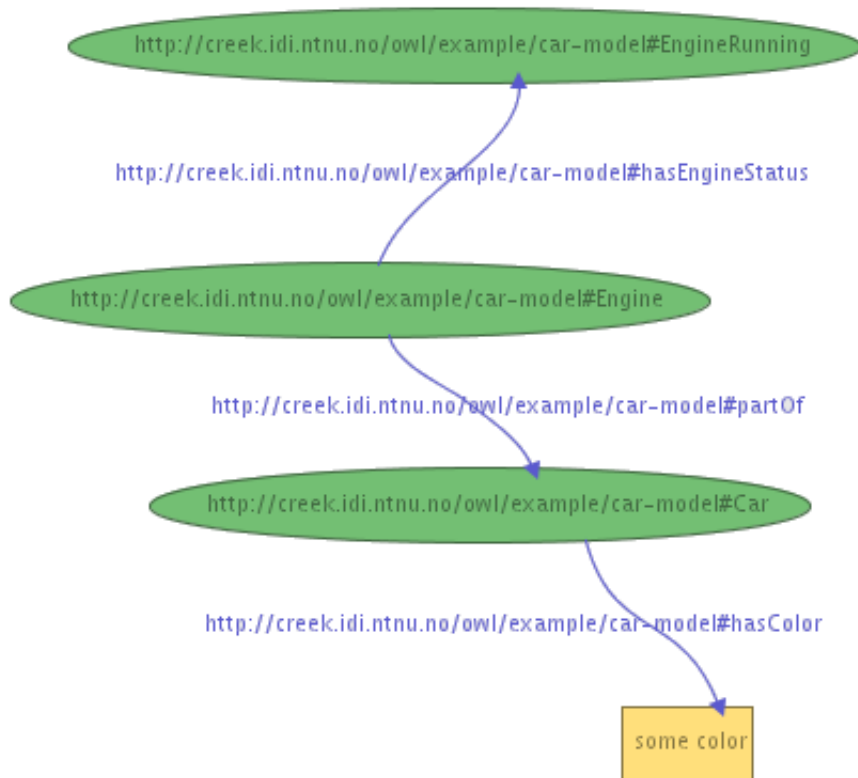 http://creek.idi.ntnu.no/owl/example/car-model#EngineRunning
http://creek.idi.ntnu.no/owl/example/car-model#hasEngineStatus
http://creek.idi.ntnu.no/owl/example/car-model#Engine
http://creek.idi.ntnu.no/owl/example/car-model#partOf
http://creek.idi.ntnu.no/owl/example/car-model#Car
http://creek.idi.ntnu.no/owl/example/car-model#hasColor
some color